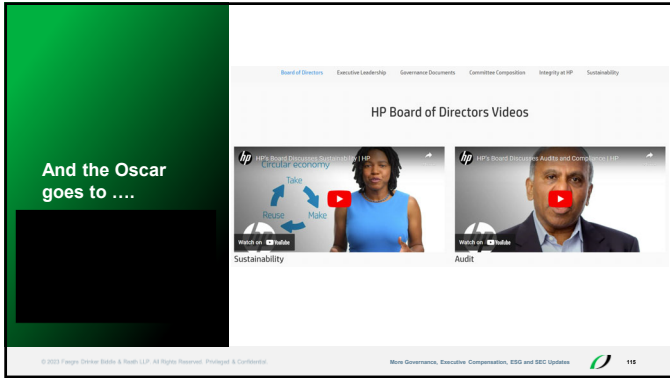 And the Oscar
goes to ….
Board of Directors Executive Leadership Governance Documents Committee Composition Integrity at HP Sustainability
HP Board of Directors Videos
hp HP's Board Discusses Sustainability | HP
Circular economy
Take
Reuse Make
Watch on YouTube
Sustainability
hp HP's Board Discusses Audits and Compliance | HP
Watch on YouTube
Audit
© 2023 Faegre Drinker Biddle & Reath LLP. All Rights Reserved. Privileged & Confidential.
More Governance, Executive Compensation, ESG and SEC Updates
115